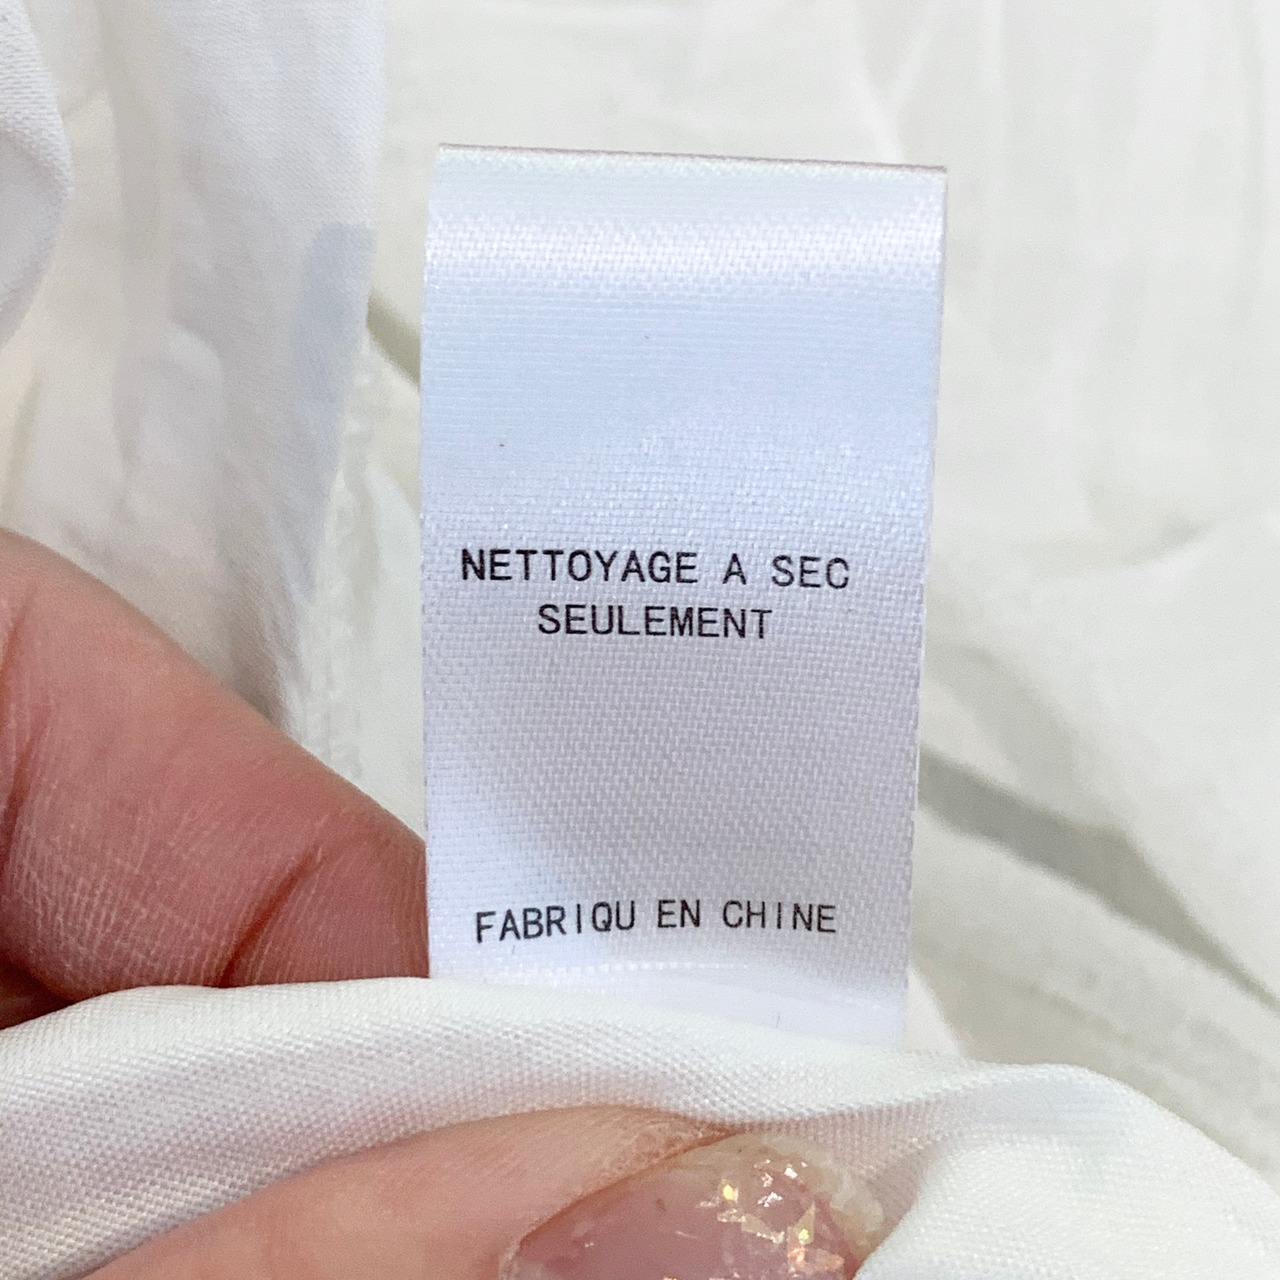 NETTOYAGE A SEC
SEULEMENT
FABRIQU EN CHINE